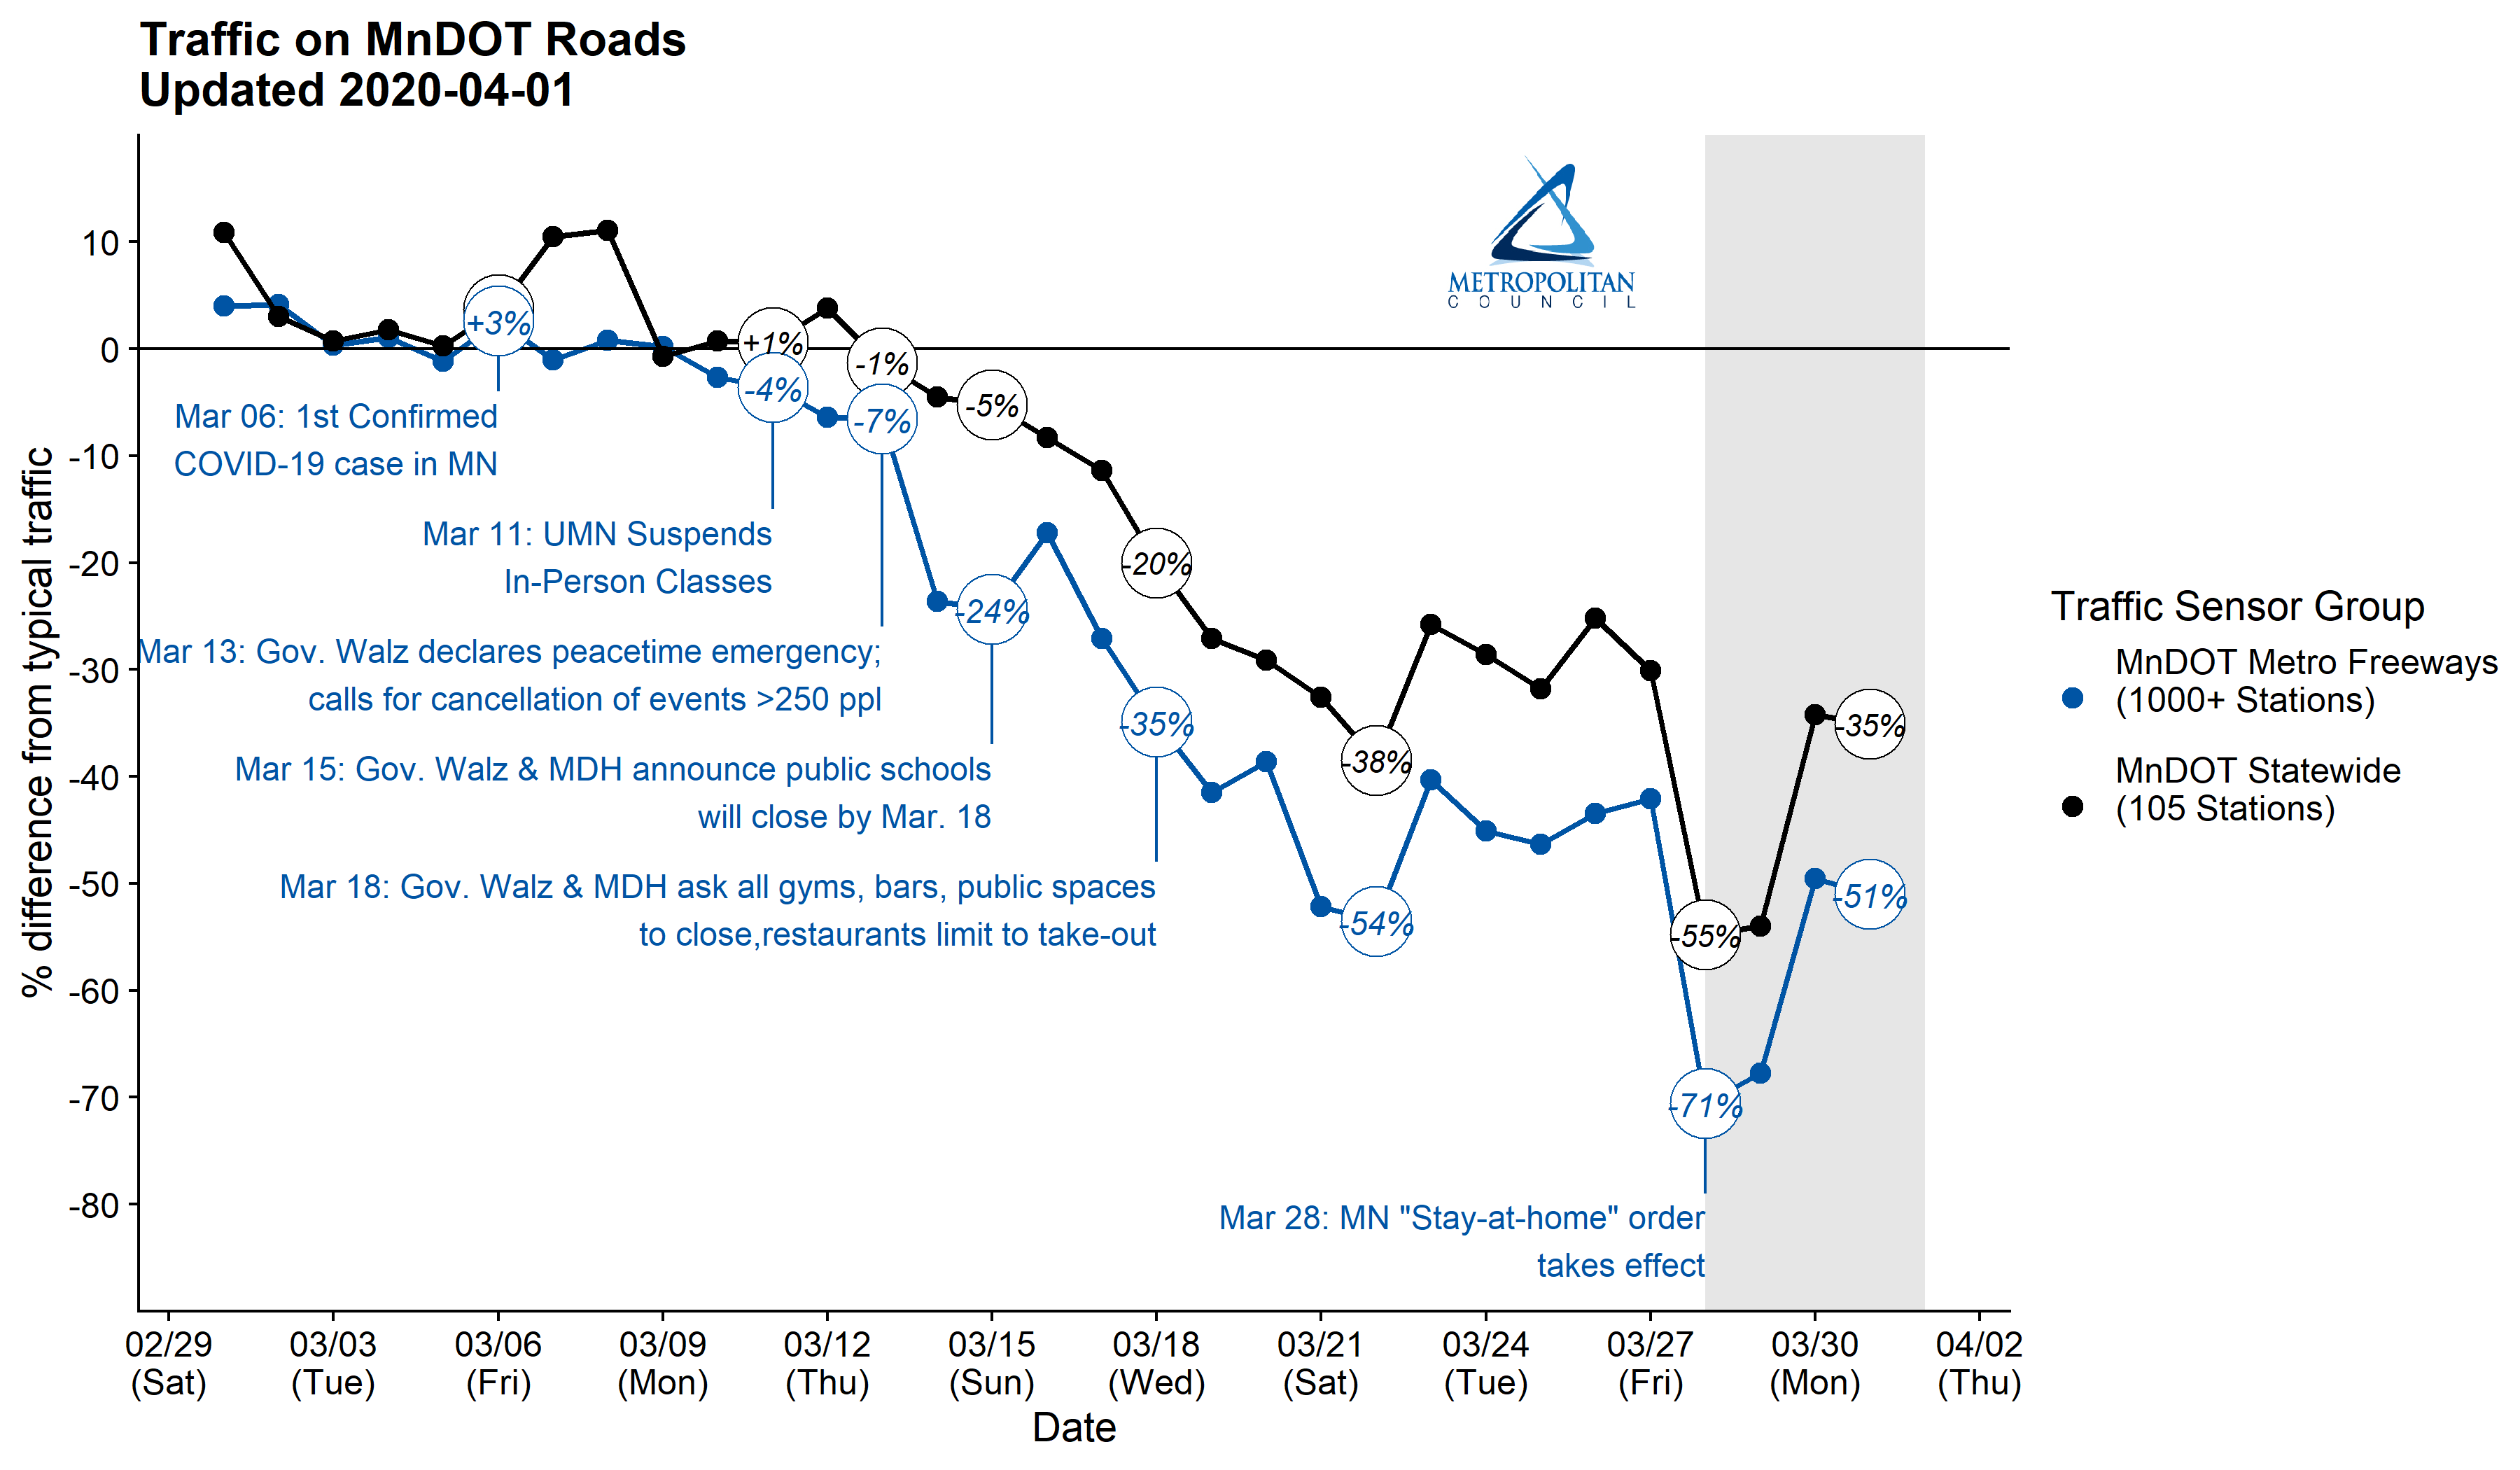 Traffic on MnDOT Roads
Updated 2020-04-01
METROPOLITAN
COUNCIL
% difference from typical traffic
10
0
-10
-20
-30
-40
-50
-60
-70
-80
+3%
+1%
-4%
-1%
-7%
-5%
-24%
-20%
-35%
-38%
-54%
-55%
-71%
-35%
-51%
Mar 06: 1st Confirmed
COVID-19 case in MN
Mar 11: UMN Suspends
In-Person Classes
Mar 13: Gov. Walz declares peacetime emergency;
calls for cancellation of events >250 ppl
Mar 15: Gov. Walz & MDH announce public schools
will close by Mar. 18
Mar 18: Gov. Walz & MDH ask all gyms, bars, public spaces
to close,restaurants limit to take-out
Mar 28: MN "Stay-at-home" order
takes effect
02/29 03/03 03/06 03/09 03/12 03/15 03/18 03/21 03/24 03/27 03/30 04/02
(Sat) (Tue) (Fri) (Mon) (Thu) (Sun) (Wed) (Sat) (Tue) (Fri) (Mon) (Thu)
Date
Traffic Sensor Group
MnDOT Metro Freeways
(1000+ Stations)
MnDOT Statewide
(105 Stations)